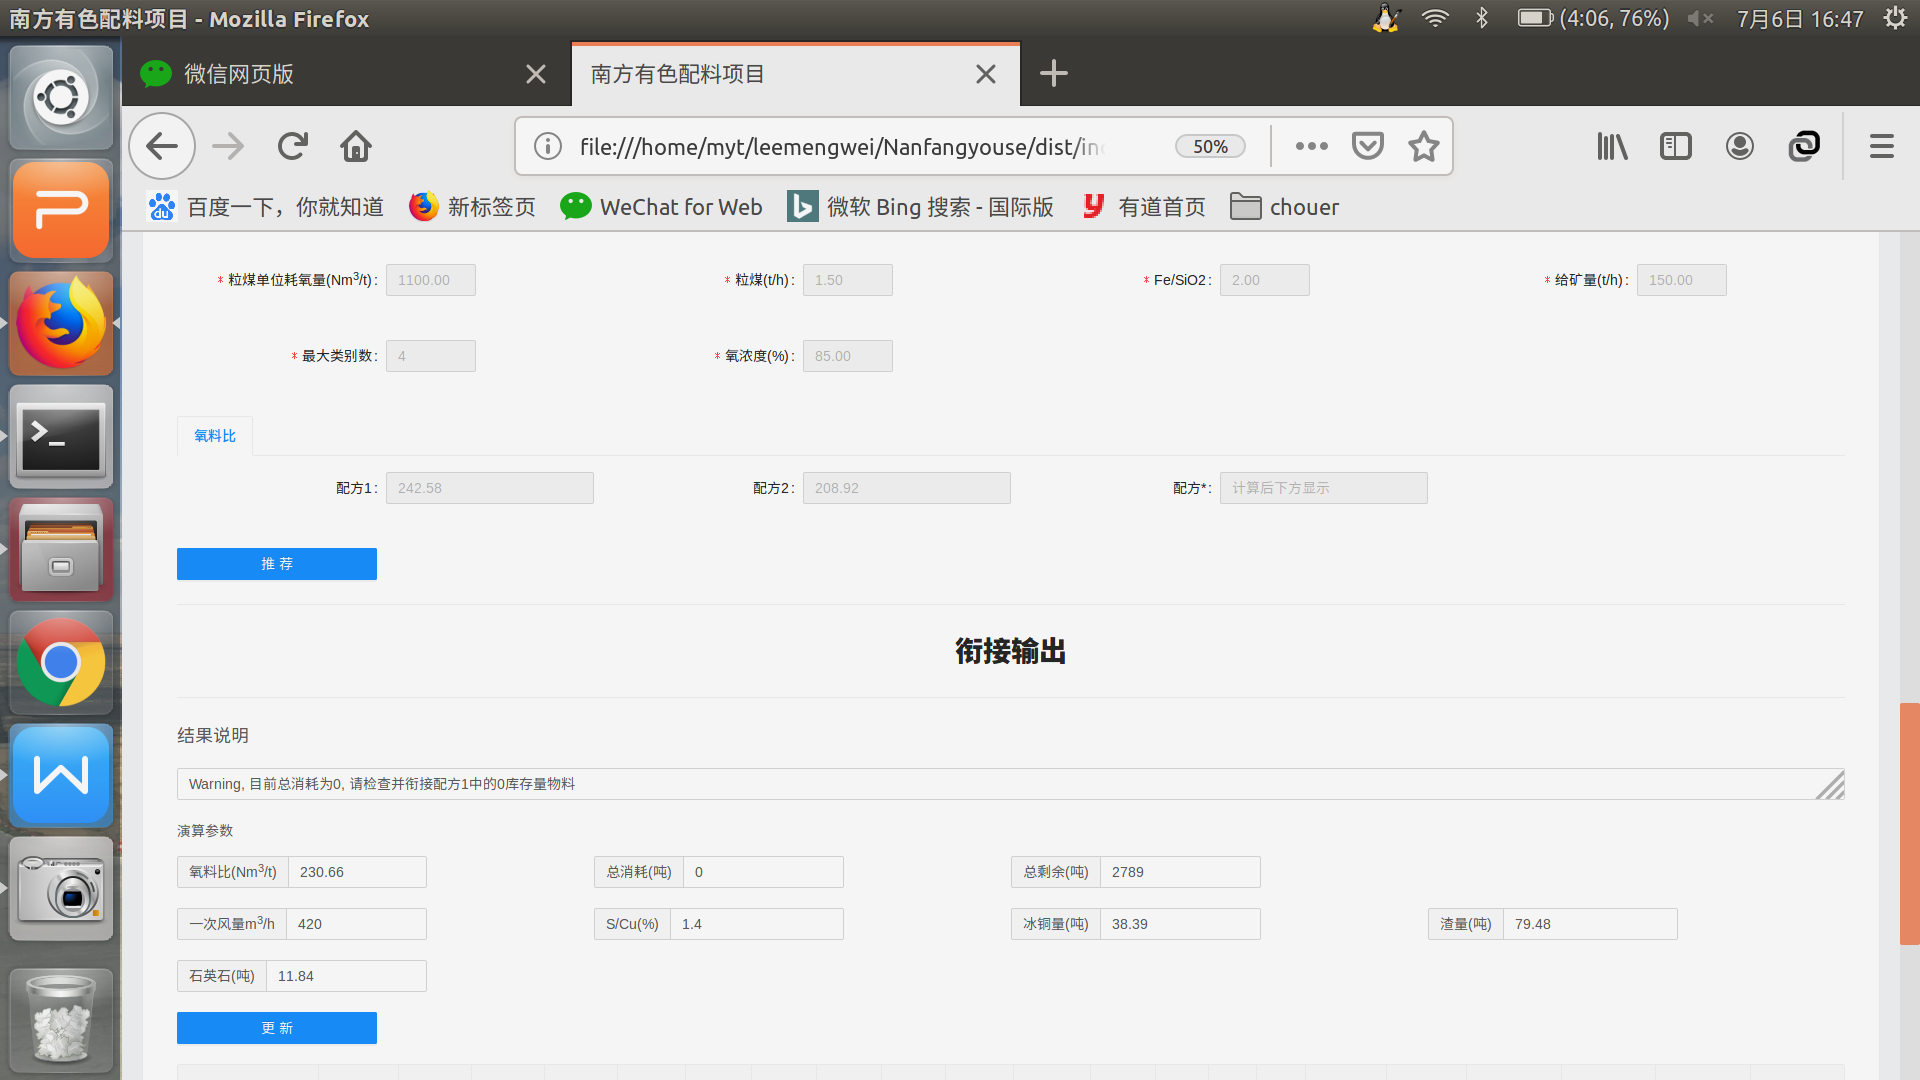 南方有色配料项目 - Mozilla Firefox
(4:06, 76%)
7月6日 16:47
微信网页版
南方有色配料项目
file:///home/myt/leemengwei/Nanfangyouse/dist/in
50%
百度一下，你就知道
新标签页
WeChat for Web
微软 Bing 搜索 - 国际版
有道首页
chouer
* 粒煤单位耗氧量(Nm³/t): 1100.00
* 粒煤(t/h): 1.50
* Fe/SiO2: 2.00
* 给矿量(t/h): 150.00
* 最大类别数: 4
* 氧浓度(%): 85.00
氧料比
配方1: 242.58
配方2: 208.92
配方*: 计算后下方显示
推 荐
衔接输出
结果说明
Warning, 目前总消耗为0, 请检查并衔接配方1中的0库存量物料
演算参数
氧料比(Nm³/t) 230.66
总消耗(吨) 0
总剩余(吨) 2789
一次风量m³/h 420
S/Cu(%) 1.4
冰铜量(吨) 38.39
渣量(吨) 79.48
石英石(吨) 11.84
更 新